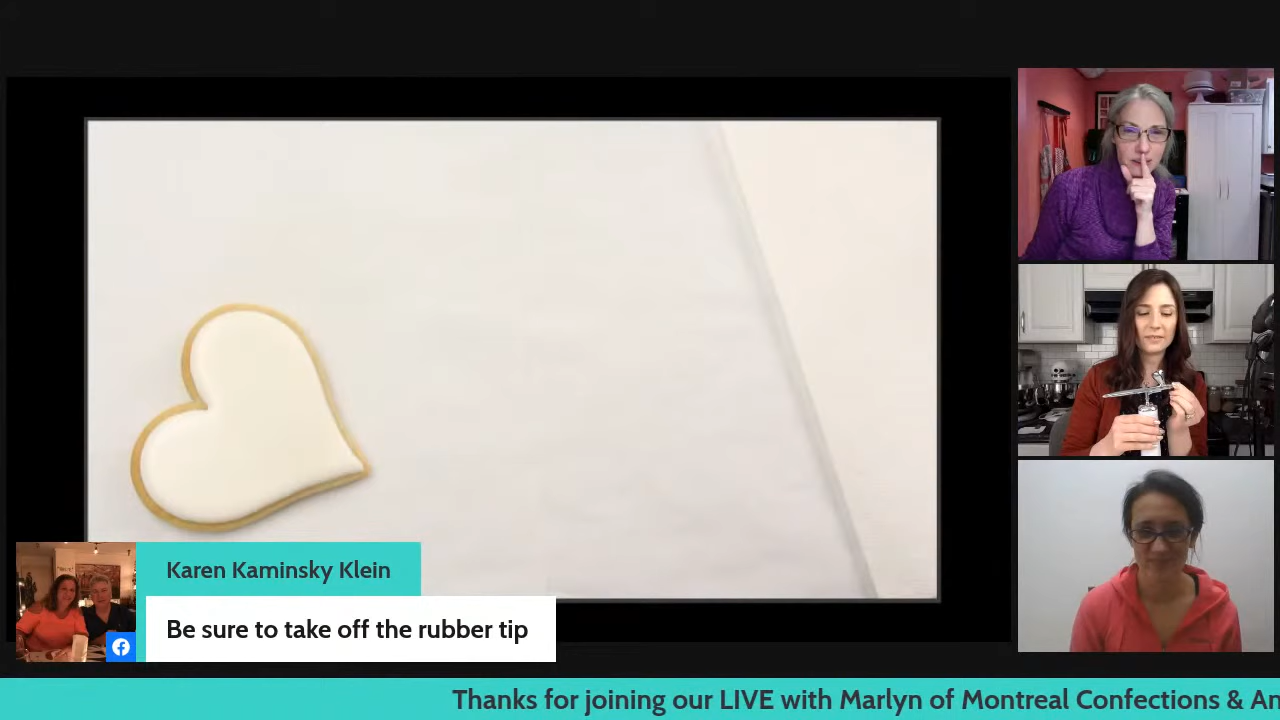 Karen Kaminsky Klein
Be sure to take off the rubber tip
Thanks for joining our LIVE with Marlyn of Montreal Confections &